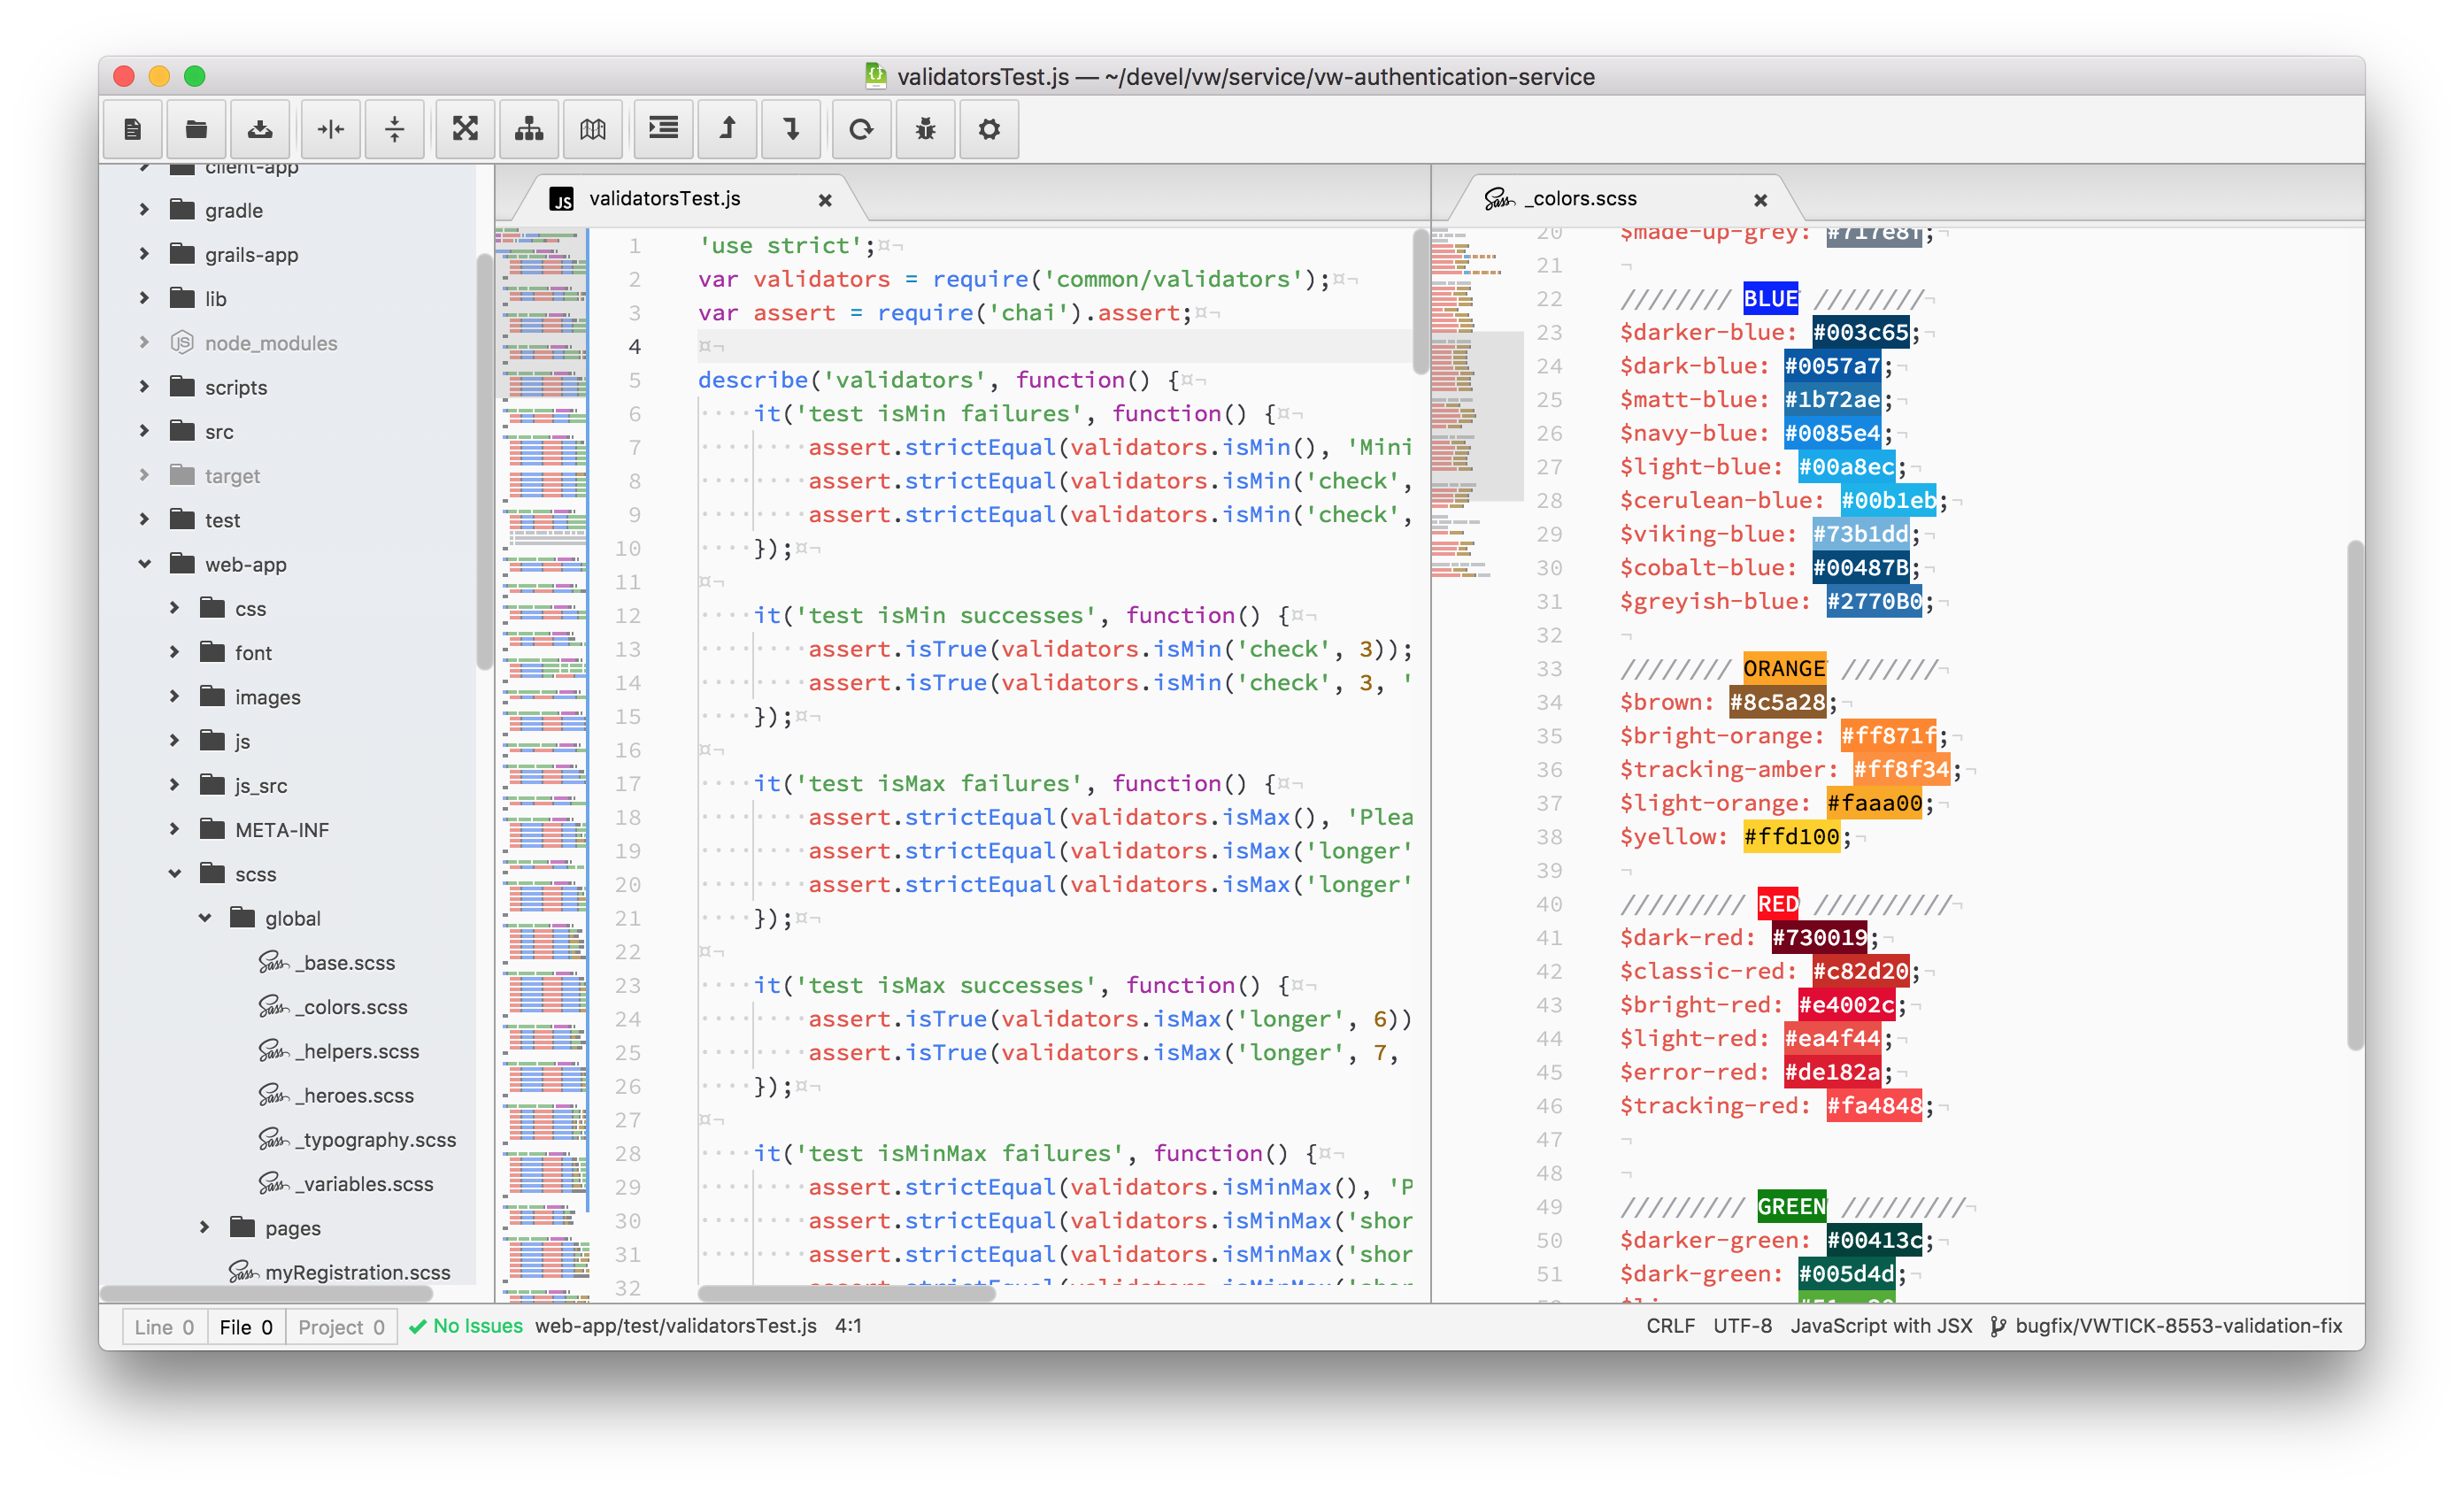 validatorsTest.js — ~/devel/vw/service/vw-authentication-service
client-app
gradle
grails-app
lib
node_modules
scripts
src
target
test
web-app
css
font
images
js
js_src
META-INF
scss
global
_base.scss
_colors.scss
_helpers.scss
_heroes.scss
_typography.scss
_variables.scss
pages
myRegistration.scss
validatorsTest.js
1 'use strict';
2 var validators = require('common/validators');
3 var assert = require('chai').assert;
4
5 describe('validators', function() {
6 it('test isMin failures', function() {
7 assert.strictEqual(validators.isMin(), 'Mini
8 assert.strictEqual(validators.isMin('check',
9 assert.strictEqual(validators.isMin('check',
10 });
11
12 it('test isMin successes', function() {
13 assert.isTrue(validators.isMin('check', 3));
14 assert.isTrue(validators.isMin('check', 3, '
15 });
16
17 it('test isMax failures', function() {
18 assert.strictEqual(validators.isMax(), 'Plea
19 assert.strictEqual(validators.isMax('longer'
20 assert.strictEqual(validators.isMax('longer'
21 });
22
23 it('test isMax successes', function() {
24 assert.isTrue(validators.isMax('longer', 6))
25 assert.isTrue(validators.isMax('longer', 7,
26 });
27
28 it('test isMinMax failures', function() {
29 assert.strictEqual(validators.isMinMax(), 'P
30 assert.strictEqual(validators.isMinMax('shor
31 assert.strictEqual(validators.isMinMax('shor
32 assert.strictEqual(validators.isMinMax('shor
_colors.scss
20 $made-up-grey: #717e8f;
21
22 //////// BLUE ////////
23 $darker-blue: #003c65;
24 $dark-blue: #0057a7;
25 $matt-blue: #1b72ae;
26 $navy-blue: #0085e4;
27 $light-blue: #00a8ec;
28 $cerulean-blue: #00b1eb;
29 $viking-blue: #73b1dd;
30 $cobalt-blue: #00487B;
31 $greyish-blue: #2770B0;
32
33 //////// ORANGE ///////
34 $brown: #8c5a28;
35 $bright-orange: #ff871f;
36 $tracking-amber: #ff8f34;
37 $light-orange: #faaa00;
38 $yellow: #ffd100;
39
40 ///////// RED //////////
41 $dark-red: #730019;
42 $classic-red: #c82d20;
43 $bright-red: #e4002c;
44 $light-red: #ea4f44;
45 $error-red: #de182a;
46 $tracking-red: #fa4848;
47
48
49 ///////// GREEN /////////
50 $darker-green: #00413c;
51 $dark-green: #005d4d;
Line 0 File 0 Project 0 No Issues web-app/test/validatorsTest.js 4:1 CRLF UTF-8 JavaScript with JSX bugfix/VWTICK-8553-validation-fix